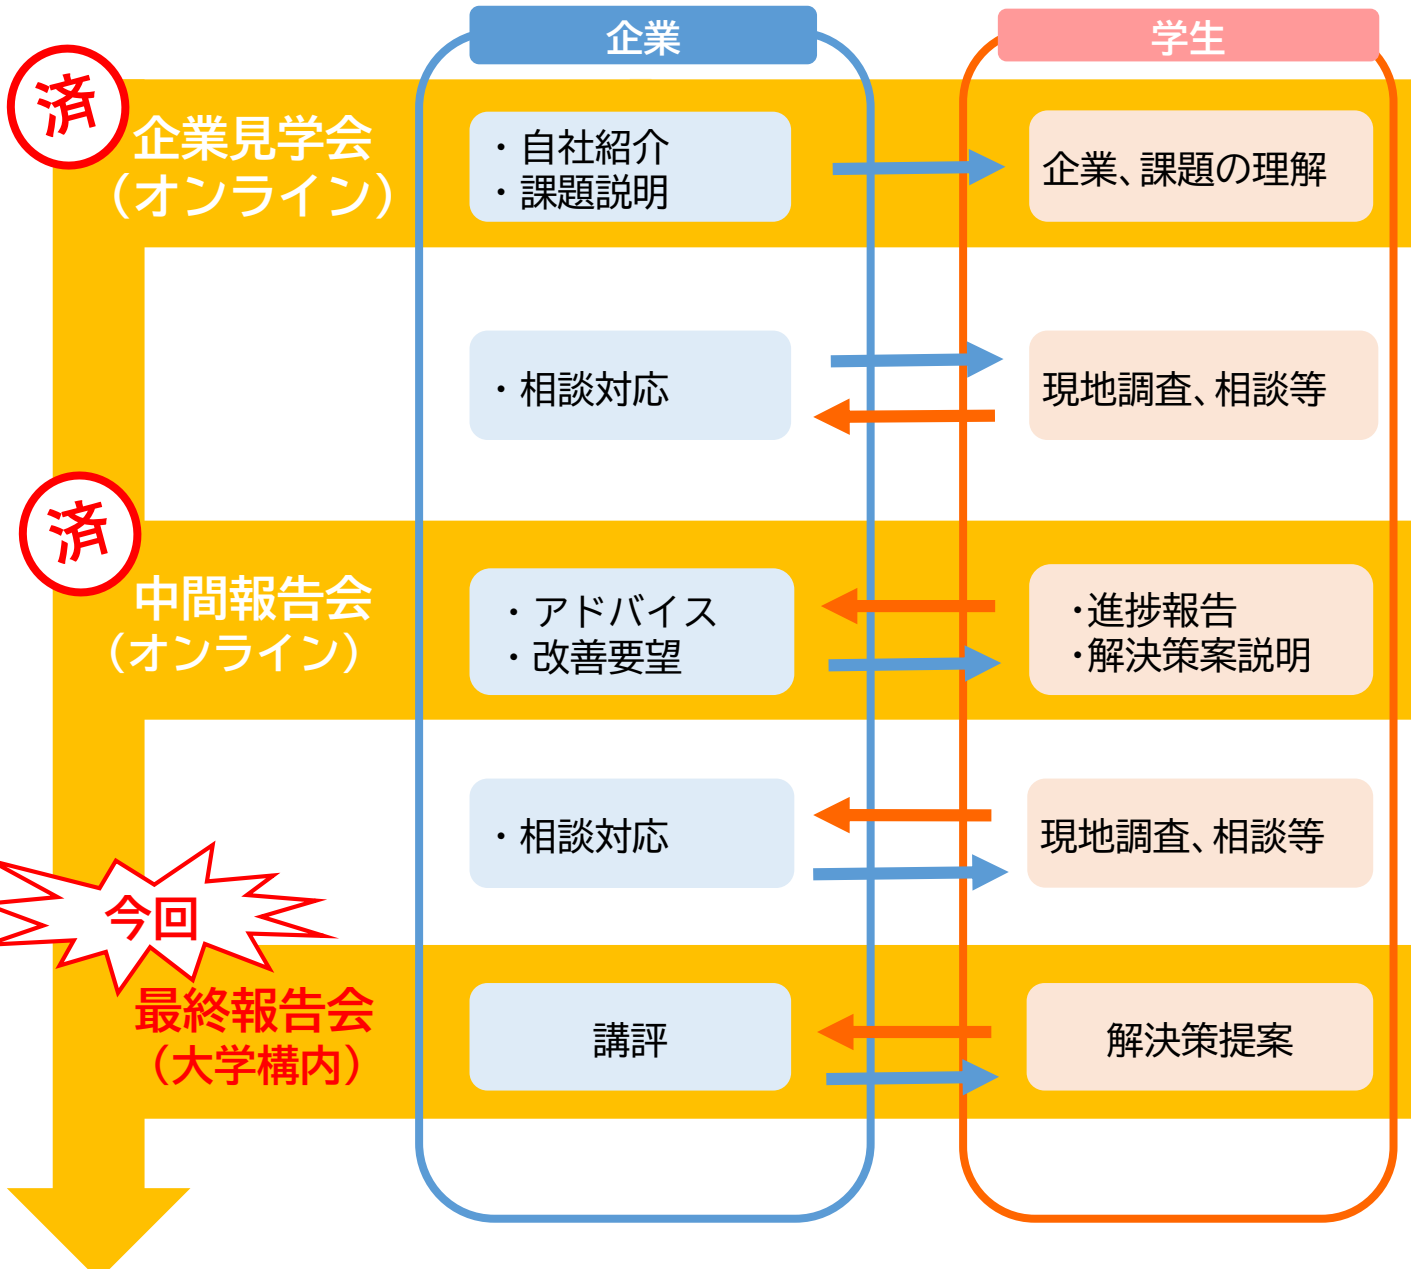 企業
学生
済
企業見学会
（オンライン）
・自社紹介
・課題説明
企業、課題の理解
・相談対応
現地調査、相談等
済
中間報告会
（オンライン）
・アドバイス
・改善要望
・進捗報告
・解決策案説明
・相談対応
現地調査、相談等
今回
最終報告会
（大学構内）
講評
解決策提案